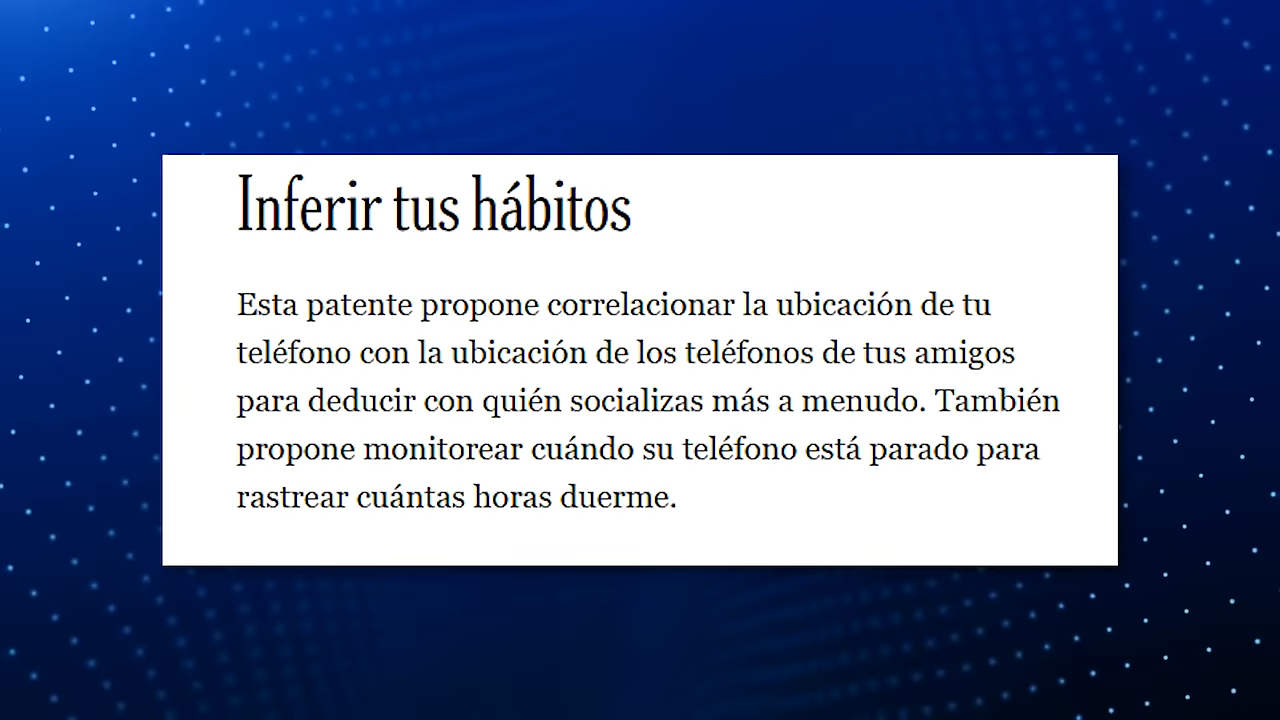 Inferir tus hábitos
Esta patente propone correlacionar la ubicación de tu
teléfono con la ubicación de los teléfonos de tus amigos
para deducir con quién socializas más a menudo. También
propone monitorear cuándo su teléfono está parado para
rastrear cuántas horas duerme.